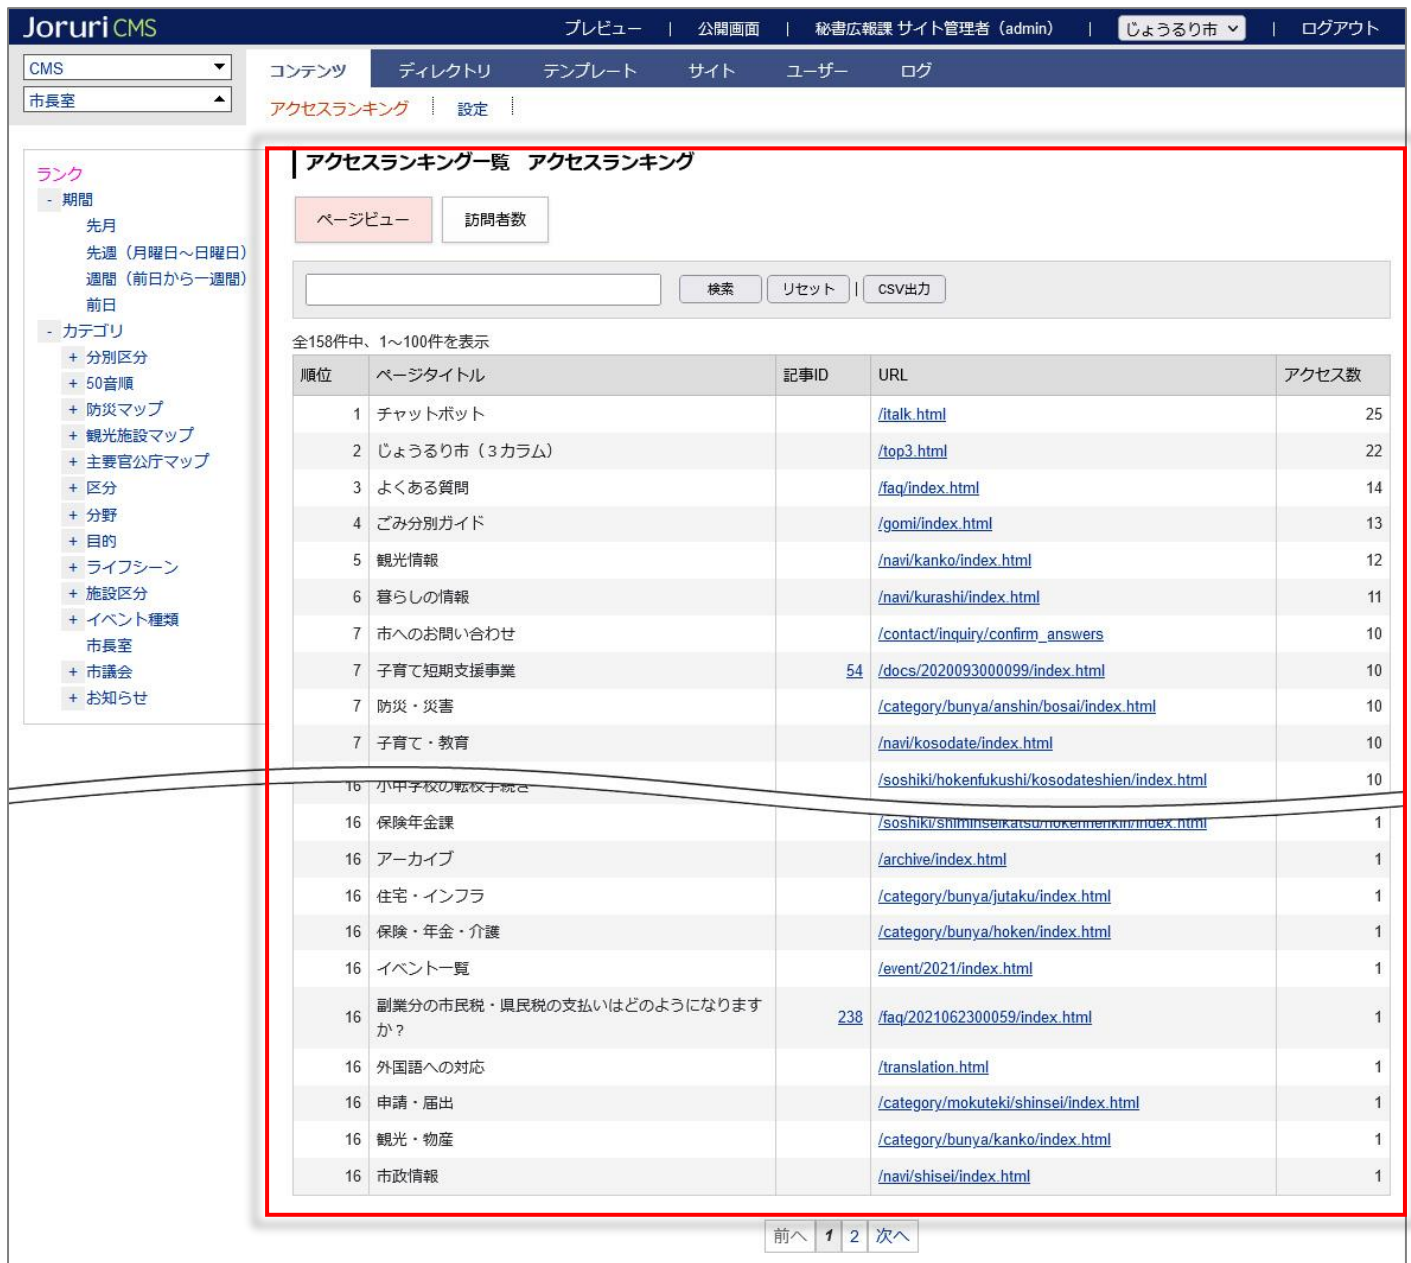 Joruri CMS
プレビュー | 公開画面 | 秘書広報課 サイト管理者（admin） | じょうるり市 | ログアウト
CMS
市長室
コンテンツ ディレクトリ テンプレート サイト ユーザー ログ
アクセスランキング 設定
ランク
- 期間
先月
先週（月曜日～日曜日）
週間（前日から一週間）
前日
- カテゴリ
+ 分別区分
+ 50音順
+ 防災マップ
+ 観光施設マップ
+ 主要官公庁マップ
+ 区分
+ 分野
+ 目的
+ ライフシーン
+ 施設区分
+ イベント種類
市長室
+ 市議会
+ お知らせ
アクセスランキング一覧 アクセスランキング
ページビュー 訪問者数
検索 リセット | CSV出力
全158件中、1～100件を表示
順位 ページタイトル 記事ID URL アクセス数
1 チャットボット /italk.html 25
2 じょうるり市（３カラム） /top3.html 22
3 よくある質問 /faq/index.html 14
4 ごみ分別ガイド /gomi/index.html 13
5 観光情報 /navi/kanko/index.html 12
6 暮らしの情報 /navi/kurashi/index.html 11
7 市へのお問い合わせ /contact/inquiry/confirm_answers 10
7 子育て短期支援事業 54 /docs/2020093000099/index.html 10
7 防災・災害 /category/bunya/anshin/bosai/index.html 10
7 子育て・教育 /navi/kosodate/index.html 10
16 小中学校の転校手続き /soshiki/hokenfukushi/kosodateshien/index.html 10
16 保険年金課 /soshiki/shiminseikatsu/hokennenkin/index.html 1
16 アーカイブ /archive/index.html 1
16 住宅・インフラ /category/bunya/jutaku/index.html 1
16 保険・年金・介護 /category/bunya/hoken/index.html 1
16 イベント一覧 /event/2021/index.html 1
16 副業分の市民税・県民税の支払いはどのようになります
か？ 238 /faq/2021062300059/index.html 1
16 外国語への対応 /translation.html 1
16 申請・届出 /category/mokuteki/shinsei/index.html 1
16 観光・物産 /category/bunya/kanko/index.html 1
16 市政情報 /navi/shisei/index.html 1
前へ 1 2 次へ